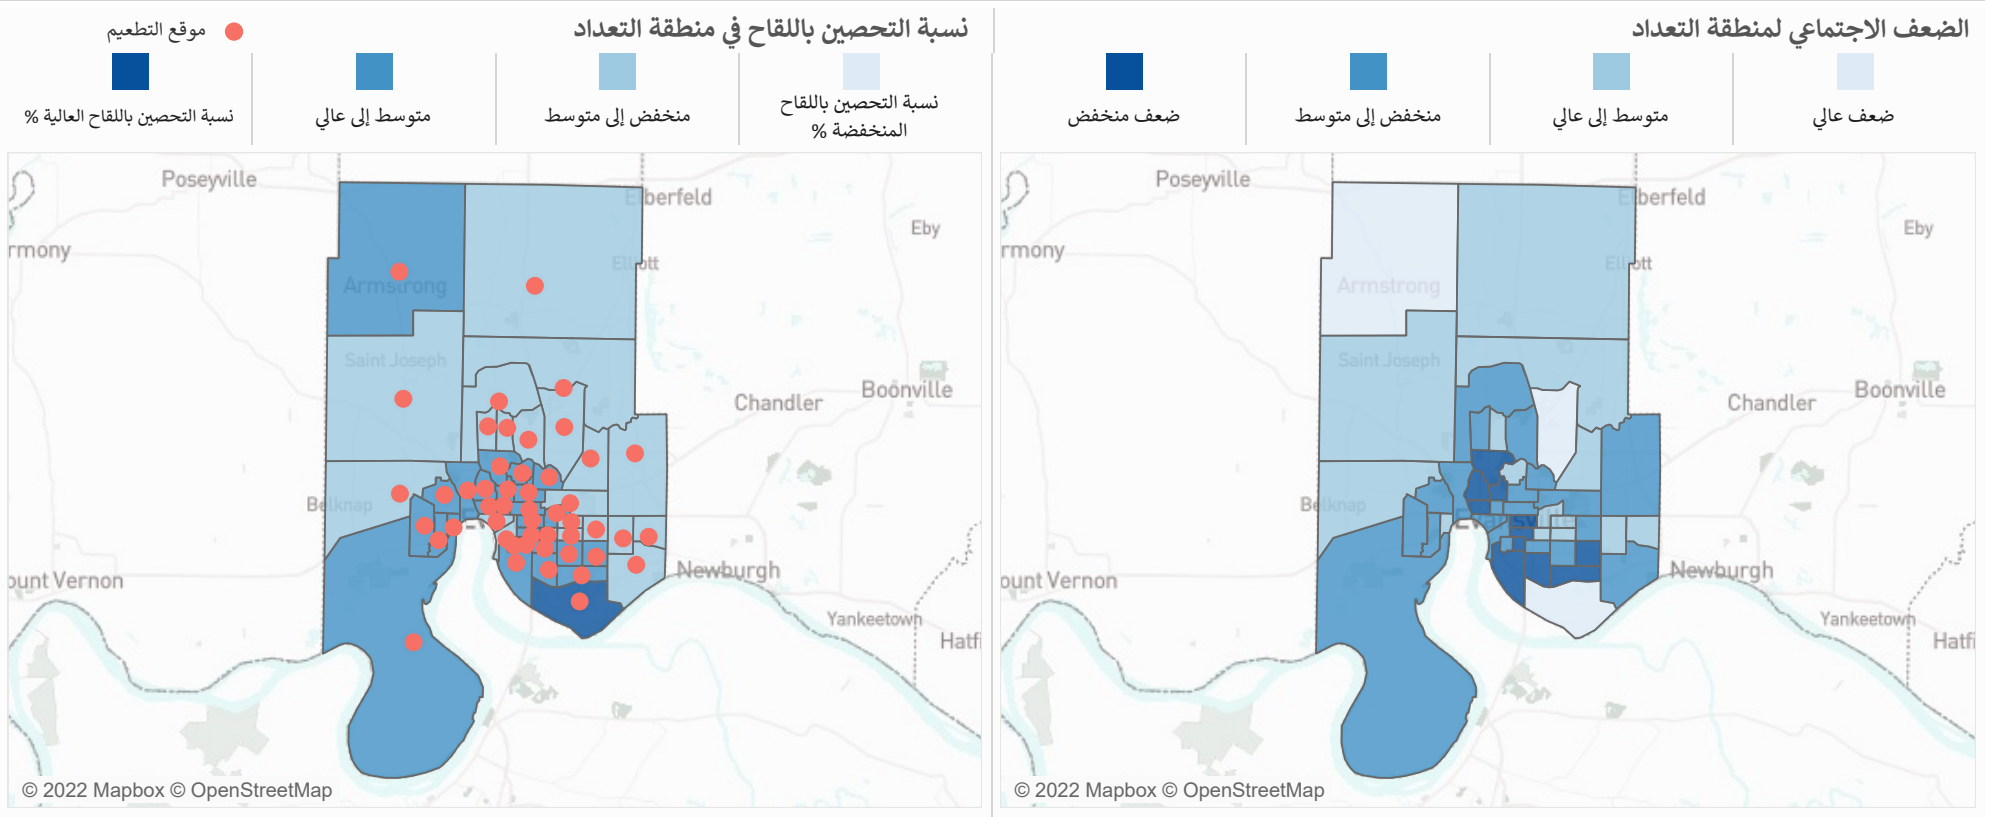 الضعف الاجتماعي لمنطقة التعداد
ضعف عالي
متوسط إلى عالي
منخفض إلى متوسط
ضعف منخفض
Poseyville
Elberfeld
Eby
rmony
Elliott
Armstrong
Saint Joseph
Boonville
Chandler
Belknap
Evansville
ount Vernon
Newburgh
Yankeetown
Hatfi
© 2022 Mapbox © OpenStreetMap
نسبة التحصين باللقاح في منطقة التعداد
موقع التطعيم
نسبة التحصين باللقاح
المنخفضة %
منخفض إلى متوسط
متوسط إلى عالي
نسبة التحصين باللقاح العالية %
Poseyville
Elberfeld
Eby
rmony
Elliott
Armstrong
Saint Joseph
Boonville
Chandler
Belknap
Ev
ount Vernon
Newburgh
Yankeetown
Hatfi
© 2022 Mapbox © OpenStreetMap